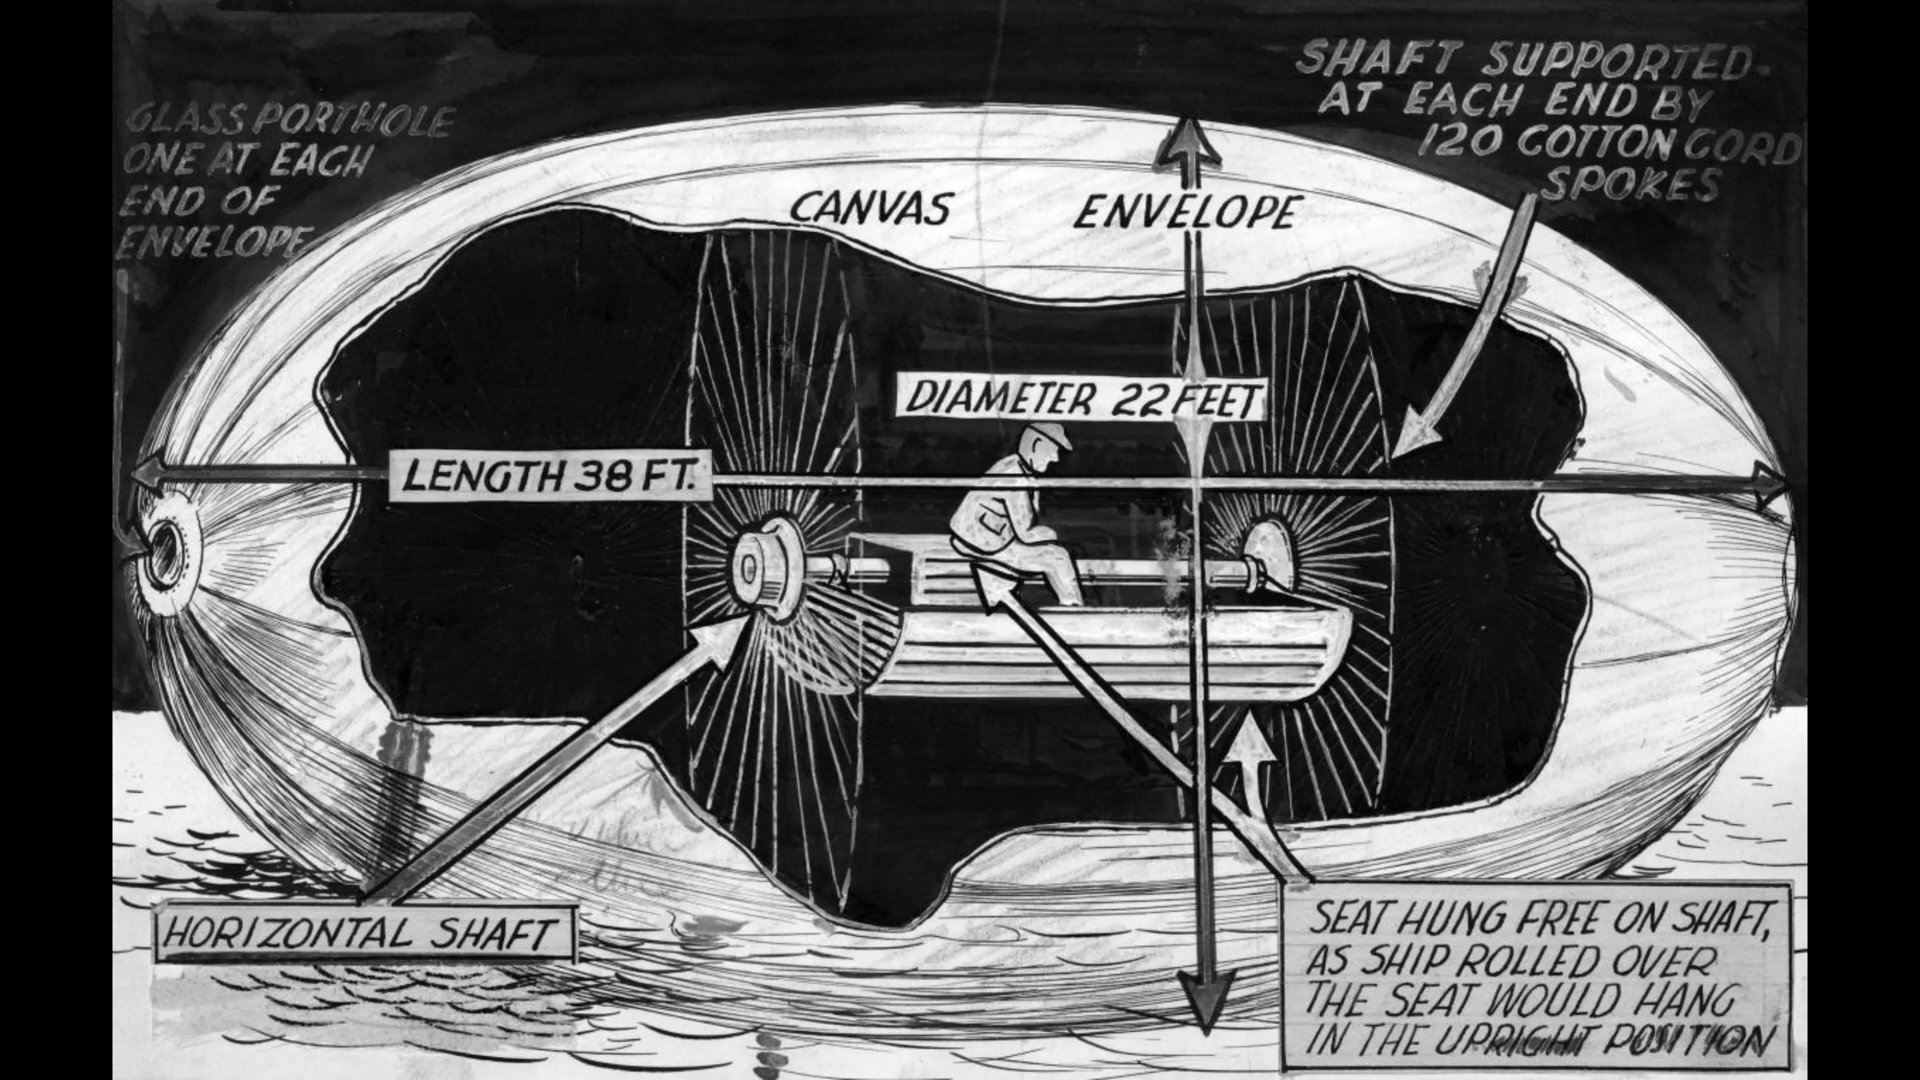 GLASS PORTHOLE
ONE AT EACH
END OF
ENVELOPE
SHAFT SUPPORTED-
AT EACH END BY
120 COTTON CORD
SPOKES
CANVAS ENVELOPE
DIAMETER 22 FEET
LENGTH 38 FT.
HORIZONTAL SHAFT
SEAT HUNG FREE ON SHAFT,
AS SHIP ROLLED OVER
THE SEAT WOULD HANG
IN THE UPRIGHT POSITION